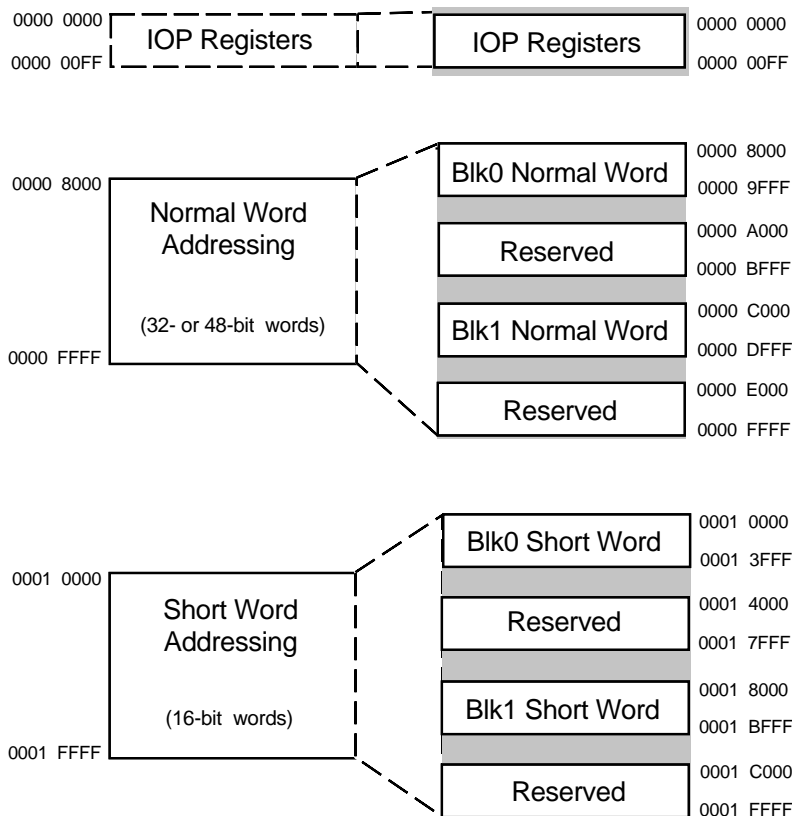 0000 0000
IOP Registers
0000 00FF
IOP Registers
0000 0000
0000 00FF
0000 8000
Normal Word
Addressing
(32- or 48-bit words)
0000 FFFF
Blk0 Normal Word
0000 8000
0000 9FFF
Reserved
0000 A000
0000 BFFF
Blk1 Normal Word
0000 C000
0000 DFFF
Reserved
0000 E000
0000 FFFF
0001 0000
Short Word
Addressing
(16-bit words)
0001 FFFF
Blk0 Short Word
0001 0000
0001 3FFF
Reserved
0001 4000
0001 7FFF
Blk1 Short Word
0001 8000
0001 BFFF
Reserved
0001 C000
0001 FFFF